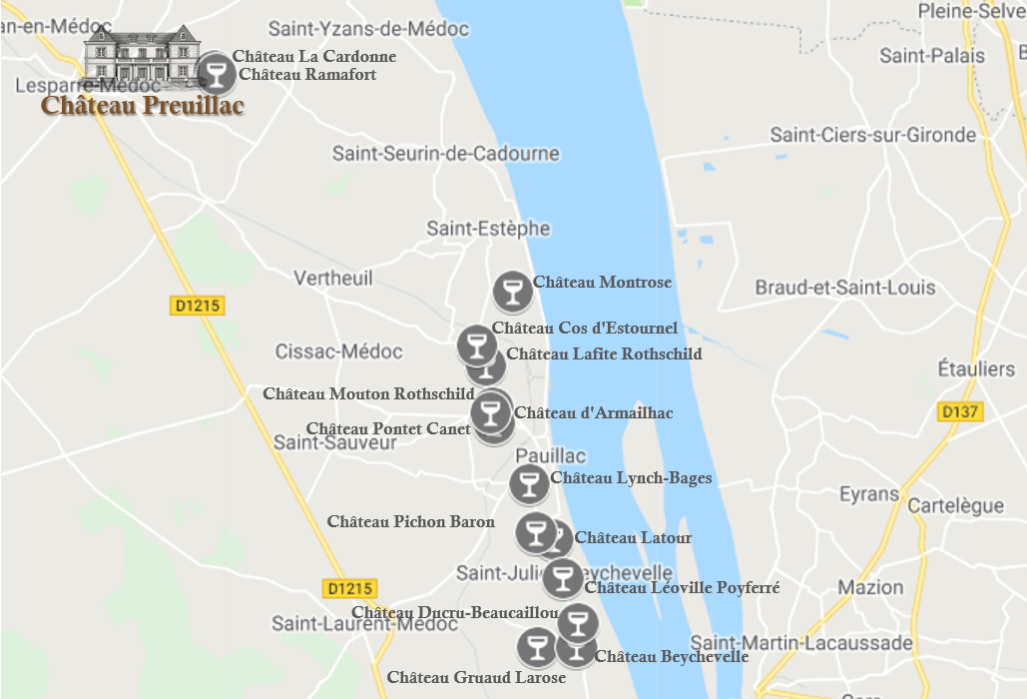 Pleine-Selve
an-en-Médoc
Saint-Yzans-de-Médoc
Saint-Palais
Château La Cardonne
Château Ramafort
Lesparre-Médoc
Château Preuillac
Saint-Ciers-sur-Gironde
Saint-Seurin-de-Cadourne
Saint-Estèphe
Vertheuil
Château Montrose
Braud-et-Saint-Louis
D1215
Château Cos d'Estournel
Cissac-Médoc
Château Lafite Rothschild
Étauliers
Château Mouton Rothschild
Château d'Armailhac
D137
Château Pontet Canet
Saint-Sauveur
Pauillac
Château Lynch-Bages
Eyrans
Cartelègue
Château Pichon Baron
Château Latour
Saint-Julie
eychevelle
D1215
Château Léoville Poyferré
Mazion
Château Ducru-Beaucaillou
Saint-Laurent-Médoc
Saint-Martin-Lacaussade
Château Beychevelle
Château Gruaud Larose